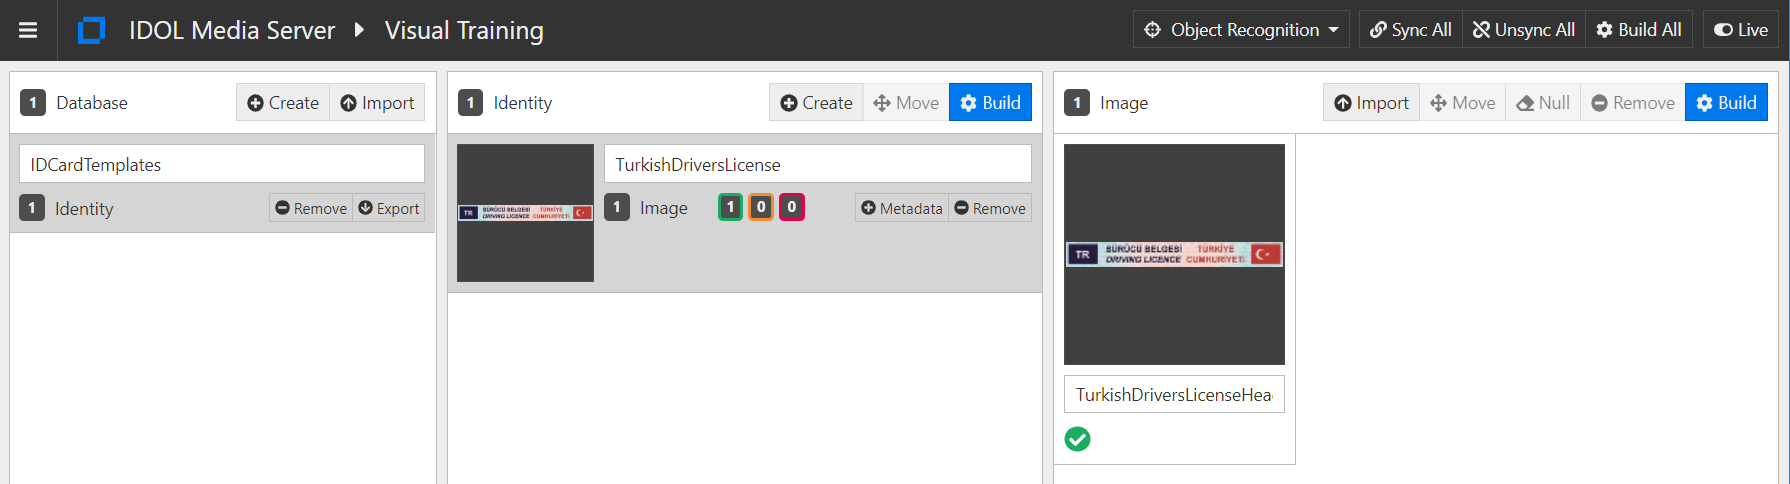 IDOL Media Server Visual Training Object Recognition Sync All Unsync All Build All Live
1 Database Create Import
IDCardTemplates
1 Identity Remove Export
1 Identity Create Move Build
TR SÜRÜCÜ BELGESİ TÜRKİYE
DRIVING LICENCE CUMHURİYETİ
TurkishDriversLicense
1 Image 1 0 0 Metadata Remove
1 Image Import Move Null Remove Build
TR SÜRÜCÜ BELGESİ TÜRKİYE
DRIVING LICENCE CUMHURİYETİ
TurkishDriversLicenseHea